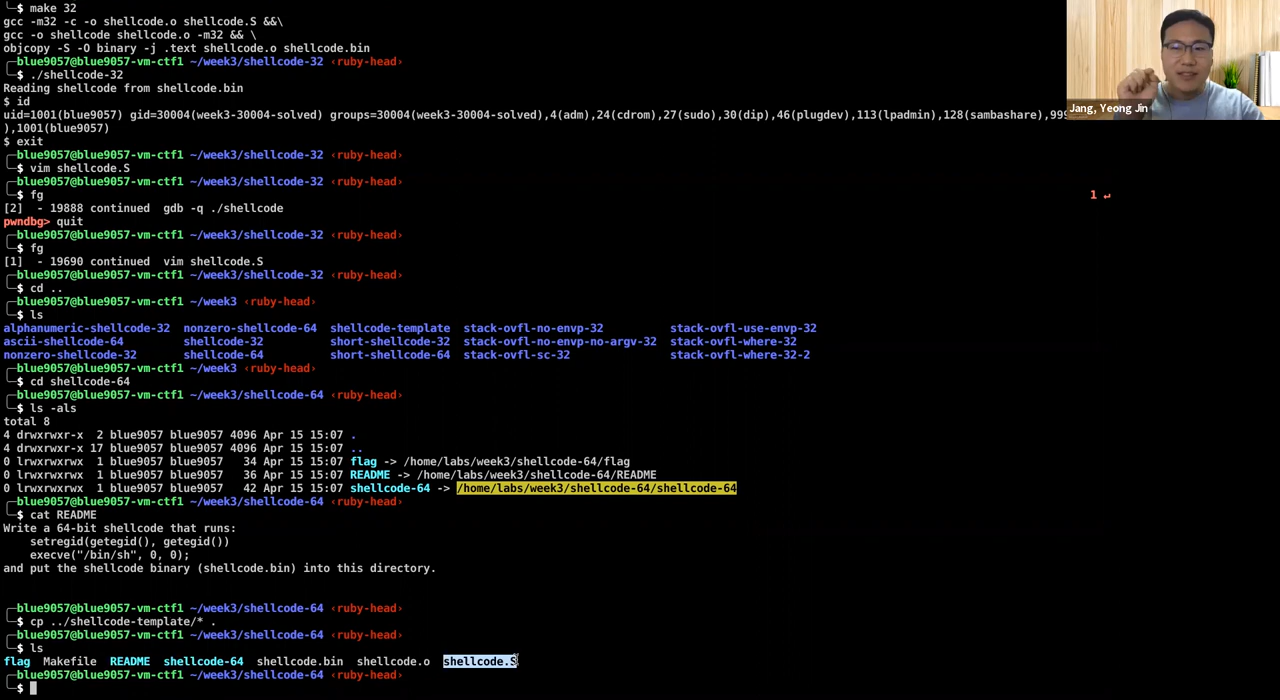 $ make 32
gcc -m32 -c -o shellcode.o shellcode.S &&\
gcc -o shellcode shellcode.o -m32 && \
objcopy -S -O binary -j .text shellcode.o shellcode.bin
blue9057@blue9057-vm-ctf1 ~/week3/shellcode-32 ‹ruby-head›
$ ./shellcode-32
Reading shellcode from shellcode.bin
$ id
uid=1001(blue9057) gid=30004(week3-30004-solved) groups=30004(week3-30004-solved),4(adm),24(cdrom),27(sudo),30(dip),46(plugdev),113(lpadmin),128(sambashare),999
),1001(blue9057)
$ exit
blue9057@blue9057-vm-ctf1 ~/week3/shellcode-32 ‹ruby-head›
$ vim shellcode.S
blue9057@blue9057-vm-ctf1 ~/week3/shellcode-32 ‹ruby-head›
$ fg 1 ↵
[2]  - 19888 continued  gdb -q ./shellcode
pwndbg> quit
blue9057@blue9057-vm-ctf1 ~/week3/shellcode-32 ‹ruby-head›
$ fg
[1]  - 19690 continued  vim shellcode.S
blue9057@blue9057-vm-ctf1 ~/week3/shellcode-32 ‹ruby-head›
$ cd ..
blue9057@blue9057-vm-ctf1 ~/week3 ‹ruby-head›
$ ls
alphanumeric-shellcode-32  nonzero-shellcode-64  shellcode-template  stack-ovfl-no-envp-32  stack-ovfl-use-envp-32
ascii-shellcode-64  shellcode-32  short-shellcode-32  stack-ovfl-no-envp-no-argv-32  stack-ovfl-where-32
nonzero-shellcode-32  shellcode-64  short-shellcode-64  stack-ovfl-sc-32  stack-ovfl-where-32-2
blue9057@blue9057-vm-ctf1 ~/week3 ‹ruby-head›
$ cd shellcode-64
blue9057@blue9057-vm-ctf1 ~/week3/shellcode-64 ‹ruby-head›
$ ls -als
total 8
4 drwxrwxr-x  2 blue9057 blue9057 4096 Apr 15 15:07 .
4 drwxrwxr-x 17 blue9057 blue9057 4096 Apr 15 15:07 ..
0 lrwxrwxrwx  1 blue9057 blue9057   34 Apr 15 15:07 flag -> /home/labs/week3/shellcode-64/flag
0 lrwxrwxrwx  1 blue9057 blue9057   36 Apr 15 15:07 README -> /home/labs/week3/shellcode-64/README
0 lrwxrwxrwx  1 blue9057 blue9057   42 Apr 15 15:07 shellcode-64 -> /home/labs/week3/shellcode-64/shellcode-64
blue9057@blue9057-vm-ctf1 ~/week3/shellcode-64 ‹ruby-head›
$ cat README
Write a 64-bit shellcode that runs:
setregid(getegid(), getegid())
execve("/bin/sh", 0, 0);
and put the shellcode binary (shellcode.bin) into this directory.
blue9057@blue9057-vm-ctf1 ~/week3/shellcode-64 ‹ruby-head›
$ cp ../shellcode-template/* .
blue9057@blue9057-vm-ctf1 ~/week3/shellcode-64 ‹ruby-head›
$ ls
flag  Makefile  README  shellcode-64  shellcode.bin  shellcode.o  shellcode.S
blue9057@blue9057-vm-ctf1 ~/week3/shellcode-64 ‹ruby-head›
$
Jang, Yeong Jin